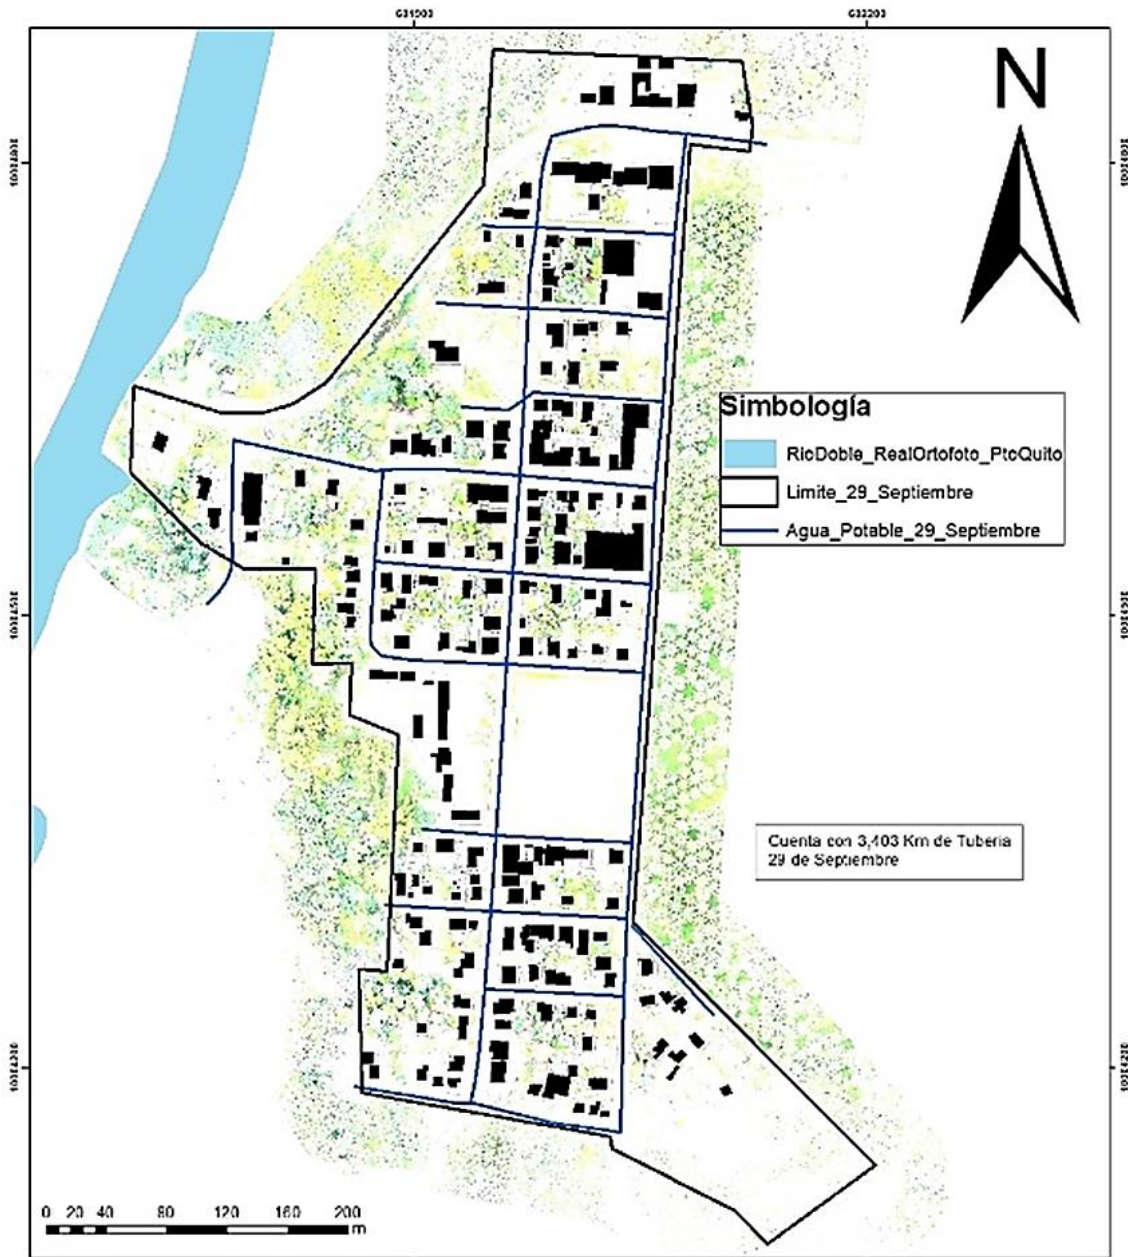 N
Simbología
RioDoble_RealOrtofoto_PtoQuito
Limite_29_Septiembre
Agua_Potable_29_Septiembre
Cuenta con 3,403 Km de Tuberia
29 de Septiembre
0 20 40 80 120 160 200
m